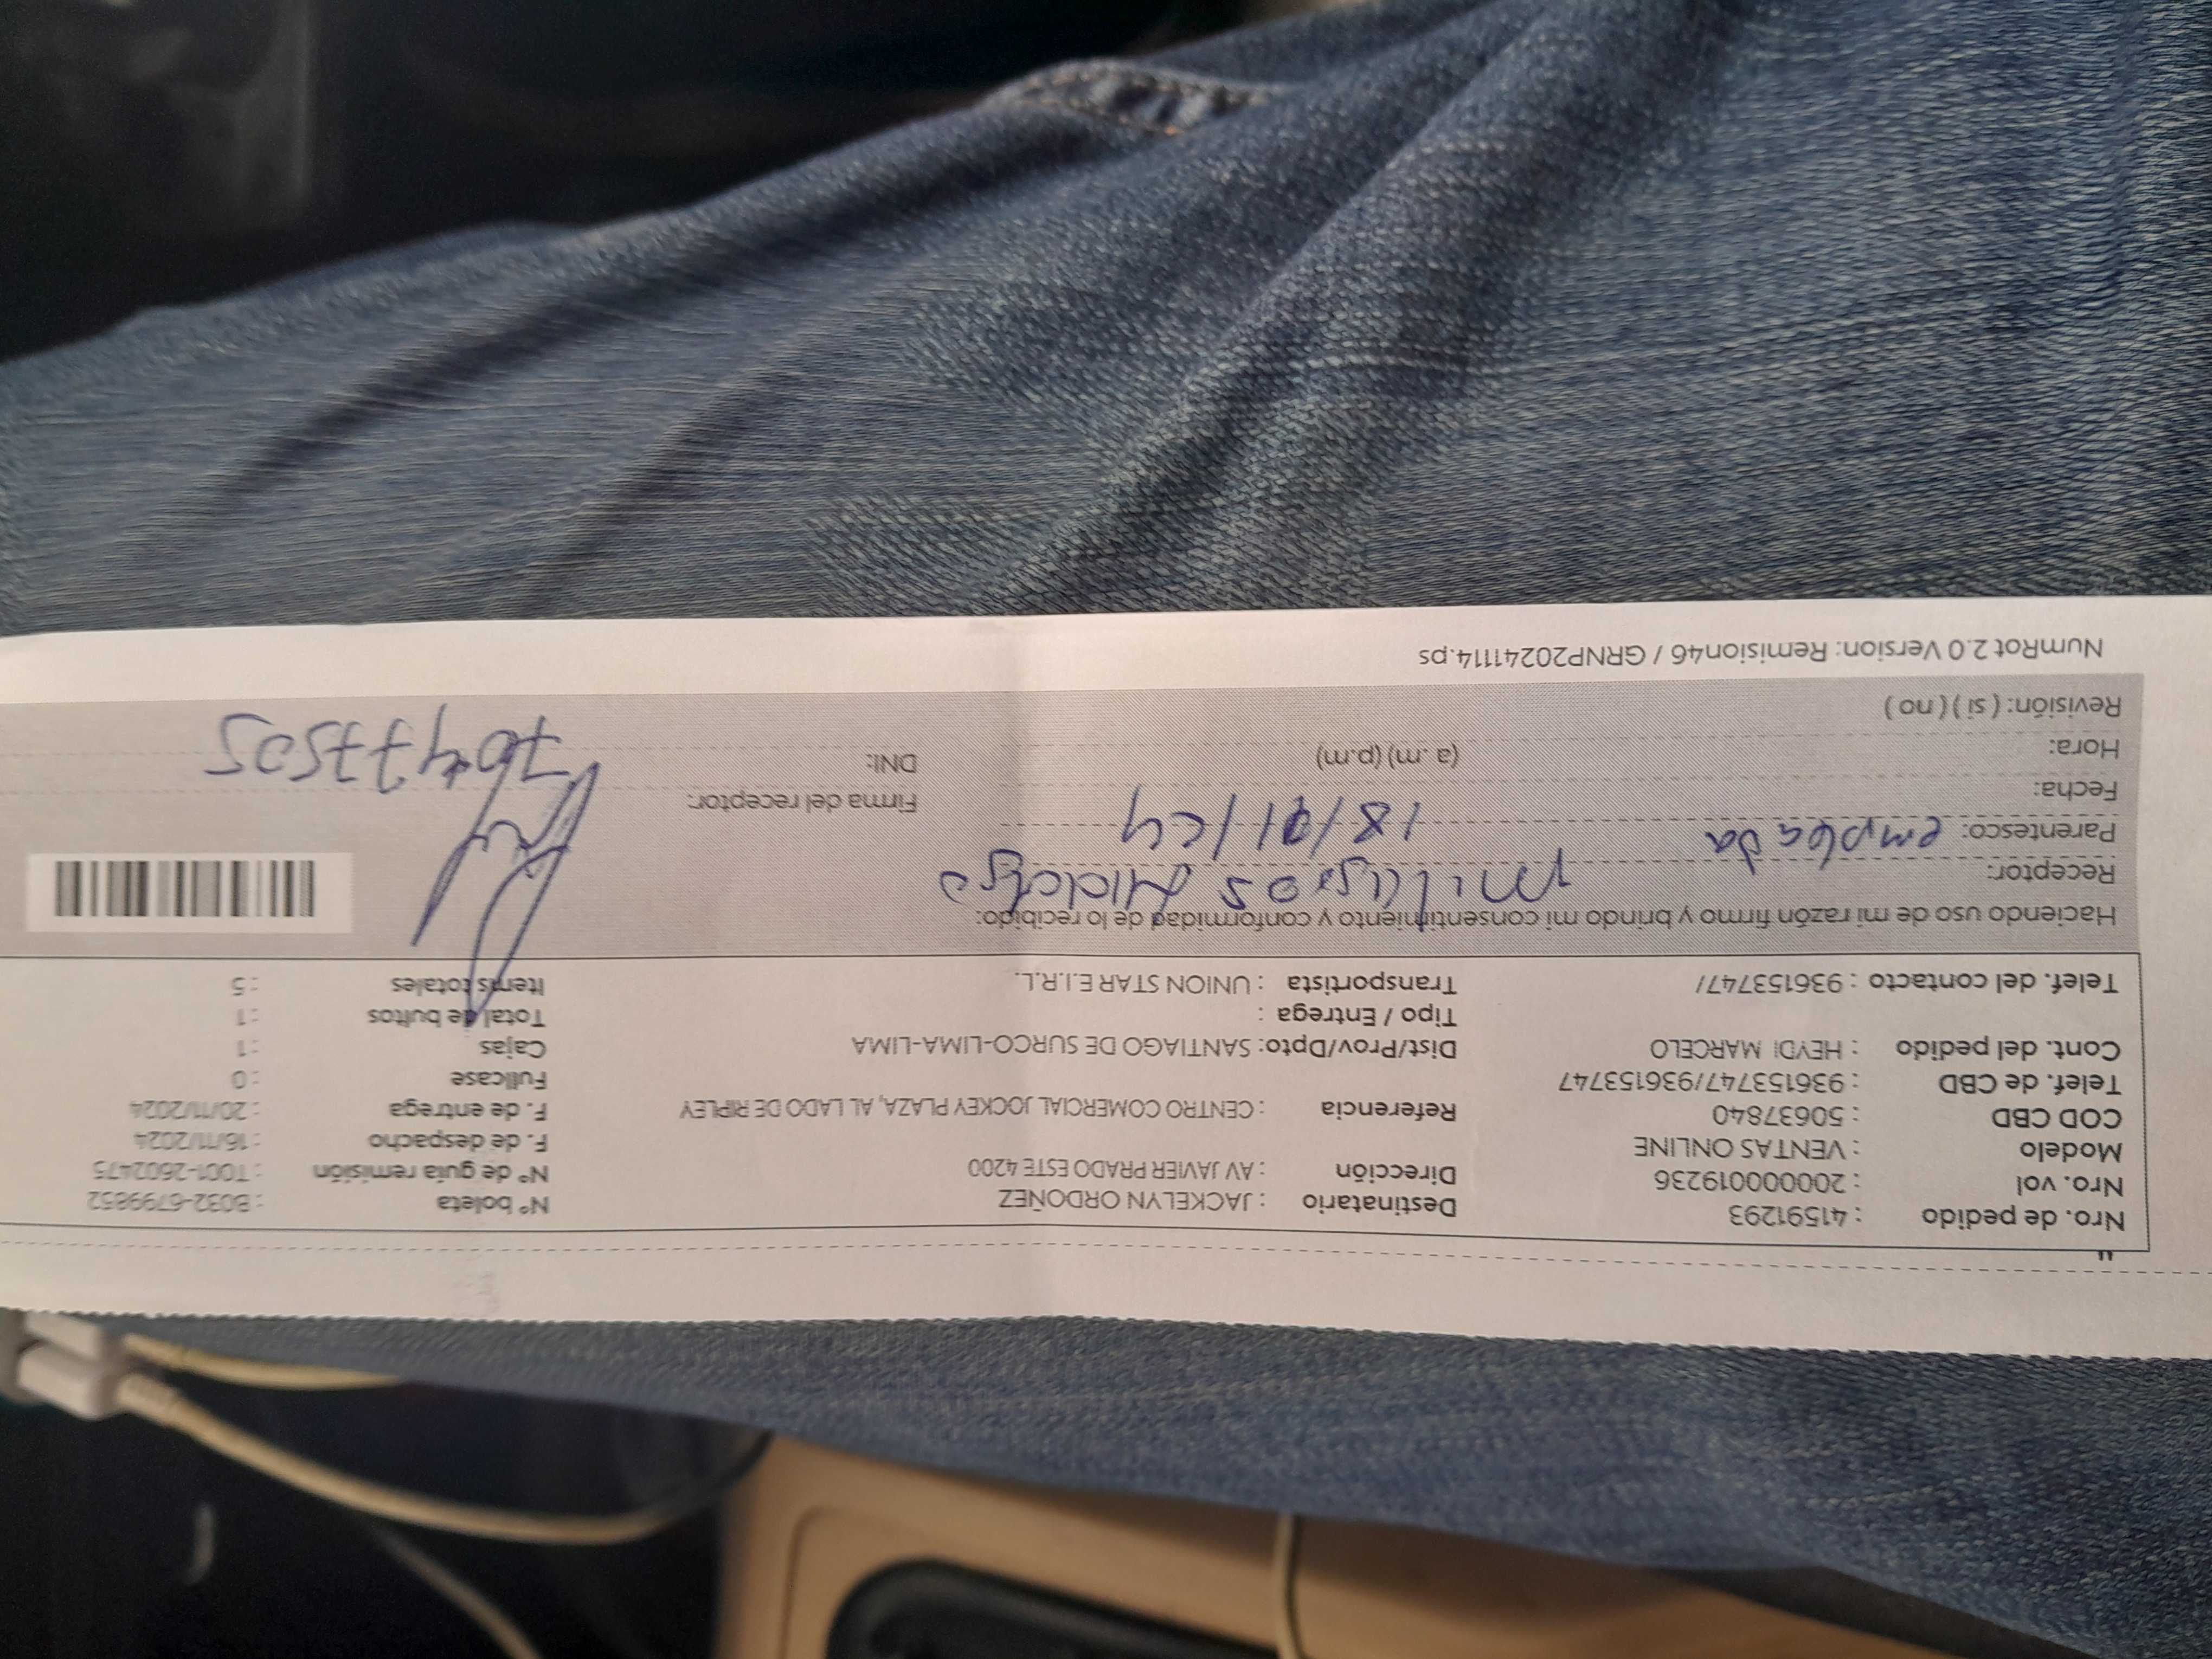 Nro. de pedido : 41591293 Destinatario : JACKELYN ORDOÑEZ N° boleta : B032-6799852
Nro. vol : 20000019236 Dirección : AV JAVIER PRADO ESTE 4200 N° de guía remisión : T001-2602475
Modelo : VENTAS ONLINE F. de despacho : 16/11/2024
COD CBD : 50637840 Referencia : CENTRO COMERCIAL JOCKEY PLAZA, AL LADO DE RIPLEY F. de entrega : 20/11/2024
Telef. de CBD : 936153747/936153747 Fullcase : 0
Cont. del pedido : HEYDI MARCELO Dist/Prov/Dpto: SANTIAGO DE SURCO-LIMA-LIMA Cajas : 1
Tipo / Entrega : Total de bultos : 1
Telef. del contacto : 936153747/ Transportista : UNION STAR E.I.R.L. Items totales : 5
Haciendo uso de mi razón firmo y brindo mi consentimiento y conformidad de lo recibido:
Receptor: Milagros Hidalgo
Parentesco: empleada
Fecha: Firma del receptor:
Hora: (a.m) (p.m) DNI: 70477505
Revisión: ( si ) ( no )
NumRot 2.0 Version: Remision46 / GRNP20241114.ps